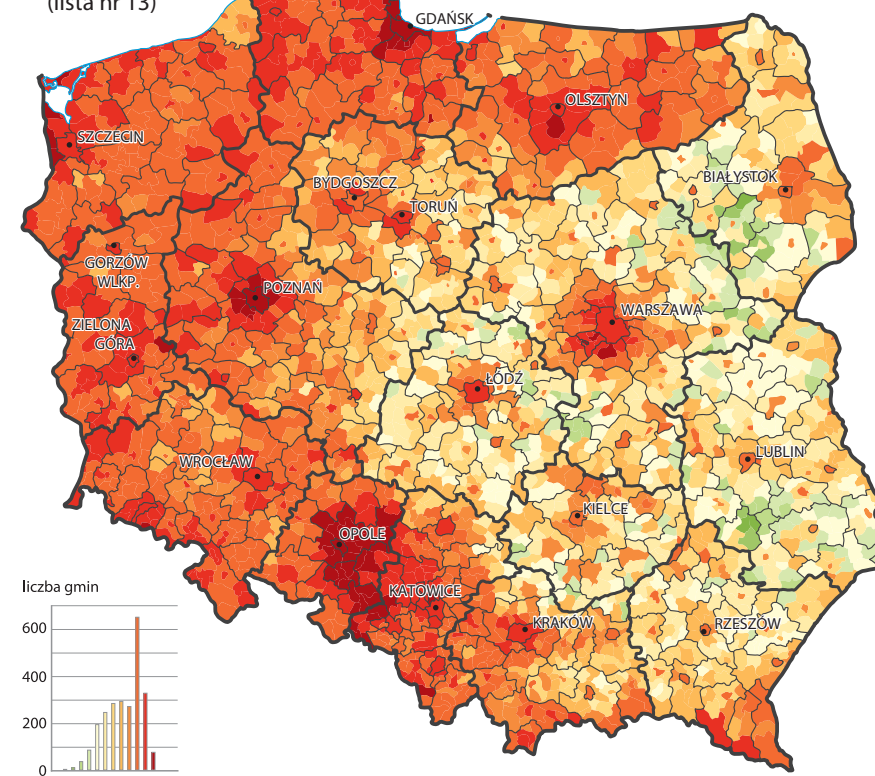 (lista nr 13)
GDAŃSK
OLSZTYN
SZCZECIN
BIAŁYSTOK
BYDGOSZCZ
TORUŃ
GORZÓW
WLKP.
POZNAŃ
WARSZAWA
ZIELONA
GÓRA
ŁÓDŹ
WROCŁAW
LUBLIN
KIELCE
OPOLE
KATOWICE
KRAKÓW
RZESZÓW
liczba gmin
600
400
200
0